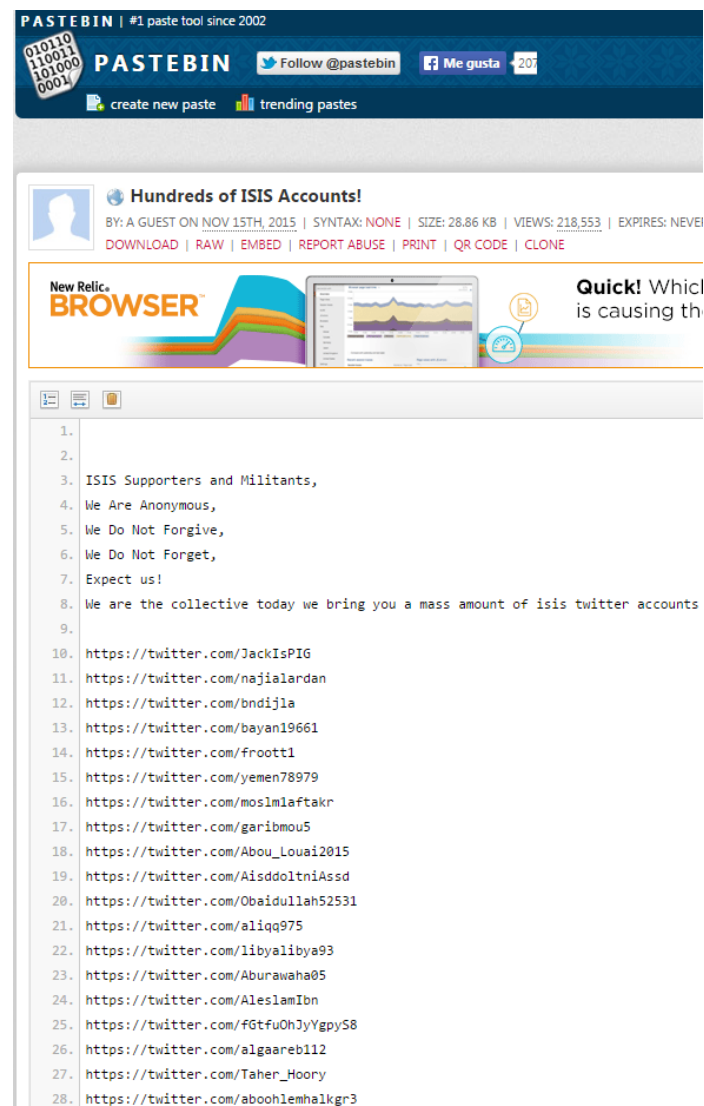 PASTEBIN | #1 paste tool since 2002
010110
110011
101000
0001
PASTEBIN Follow @pastebin Me gusta 207
create new paste trending pastes
Hundreds of ISIS Accounts!
BY: A GUEST ON NOV 15TH, 2015 | SYNTAX: NONE | SIZE: 28.86 KB | VIEWS: 218,553 | EXPIRES: NEVER
DOWNLOAD | RAW | EMBED | REPORT ABUSE | PRINT | QR CODE | CLONE
New Relic.
BROWSER™
Quick! Which
is causing the
1.
2.
3. ISIS Supporters and Militants,
4. We Are Anonymous,
5. We Do Not Forgive,
6. We Do Not Forget,
7. Expect us!
8. We are the collective today we bring you a mass amount of isis twitter accounts
9.
10. https://twitter.com/JackIsPIG
11. https://twitter.com/najialardan
12. https://twitter.com/bndijla
13. https://twitter.com/bayan19661
14. https://twitter.com/froott1
15. https://twitter.com/yemen78979
16. https://twitter.com/moslm1aftakr
17. https://twitter.com/garibmou5
18. https://twitter.com/Abou_Louai2015
19. https://twitter.com/AisddoltniAssd
20. https://twitter.com/Obaidullah52531
21. https://twitter.com/aliqq975
22. https://twitter.com/libyalibya93
23. https://twitter.com/Aburawaha05
24. https://twitter.com/AleslamIbn
25. https://twitter.com/fGtfuOhJyYgpyS8
26. https://twitter.com/algaareb112
27. https://twitter.com/Taher_Hoory
28. https://twitter.com/aboohlemhalkgr3